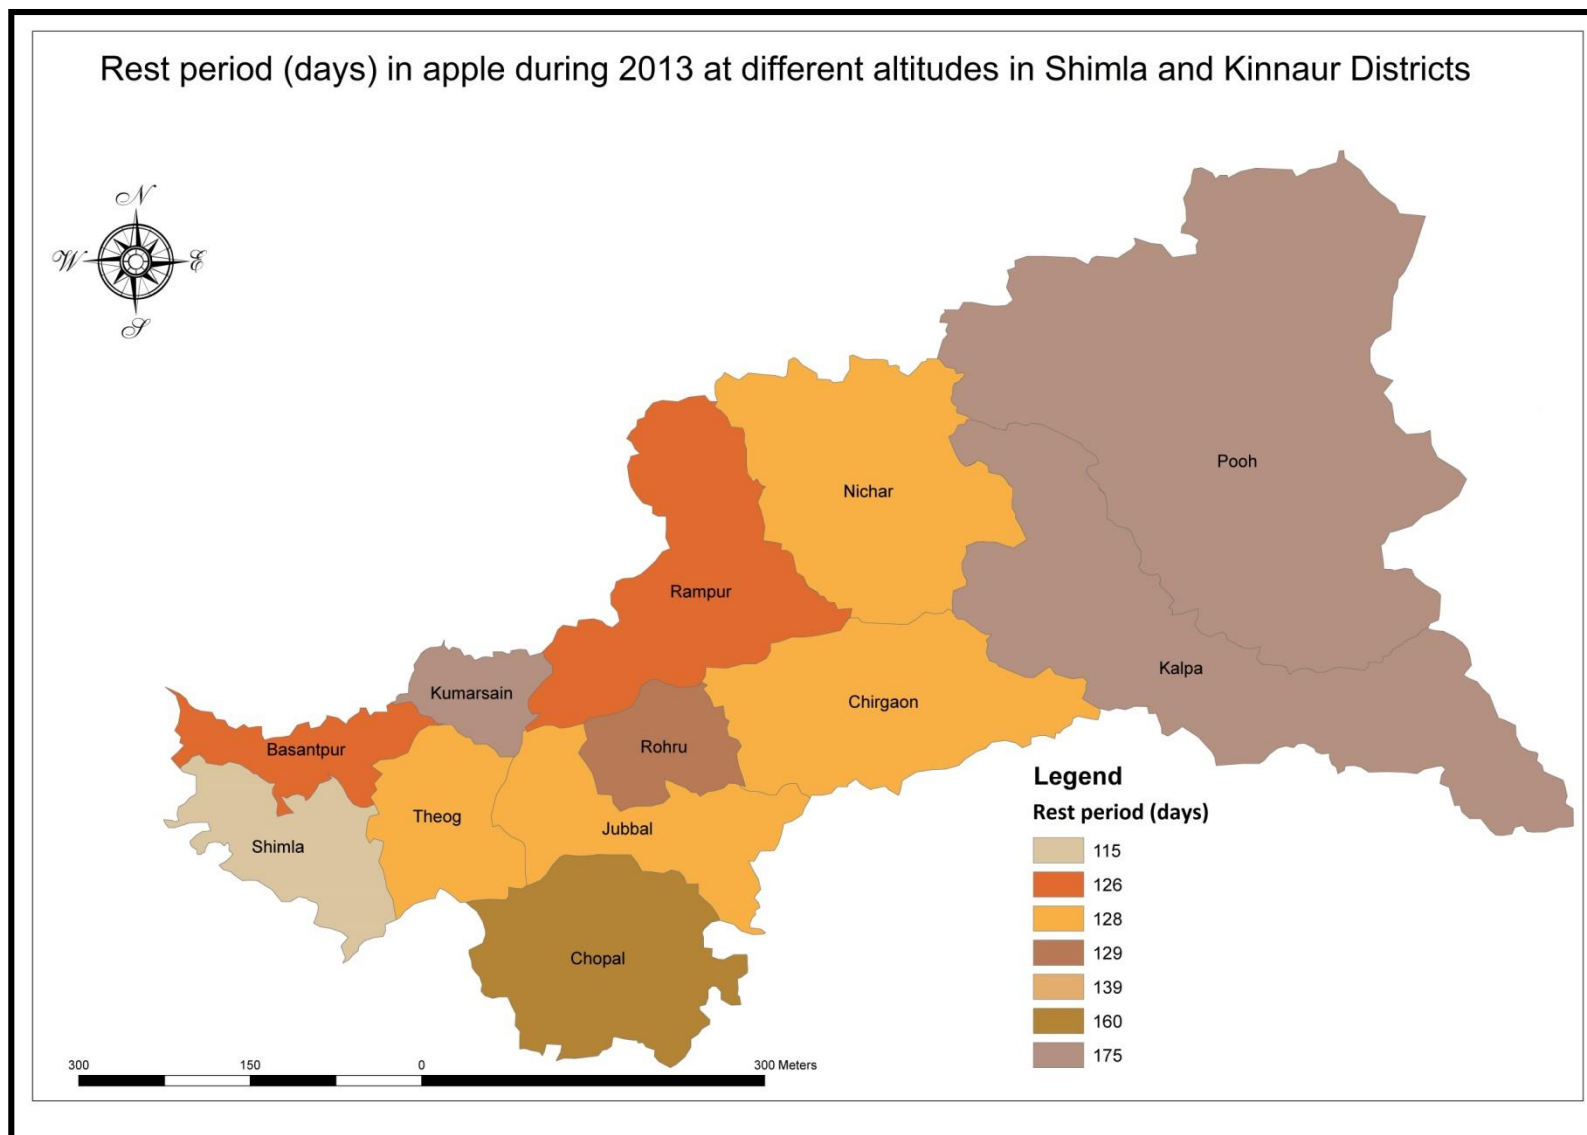 Rest period (days) in apple during 2013 at different altitudes in Shimla and Kinnaur Districts
N
W E
S
Pooh
Nichar
Rampur
Kalpa
Kumarsain
Chirgaon
Rohru
Basantpur
Theog
Jubbal
Shimla
Chopal
Legend
Rest period (days)
115
126
128
129
139
160
175
300 150 0 300 Meters